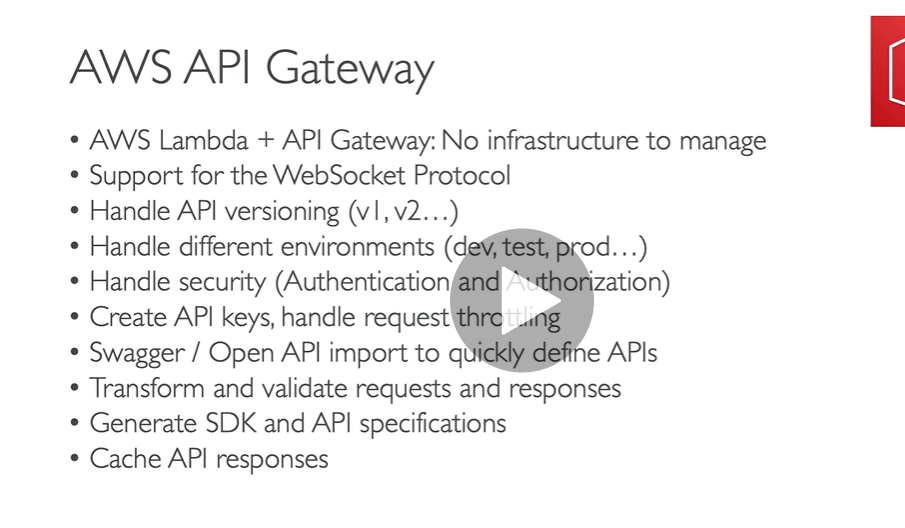 AWS API Gateway
• AWS Lambda + API Gateway: No infrastructure to manage
• Support for the WebSocket Protocol
• Handle API versioning (v1, v2…)
• Handle different environments (dev, test, prod…)
• Handle security (Authentication and Authorization)
• Create API keys, handle request throttling
• Swagger / Open API import to quickly define APIs
• Transform and validate requests and responses
• Generate SDK and API specifications
• Cache API responses